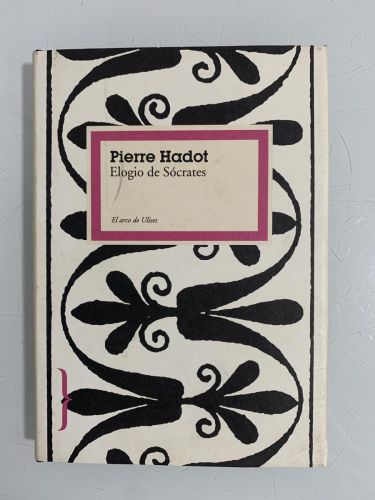 Pierre Hadot
Elogio de Sócrates
El arco de Ulises